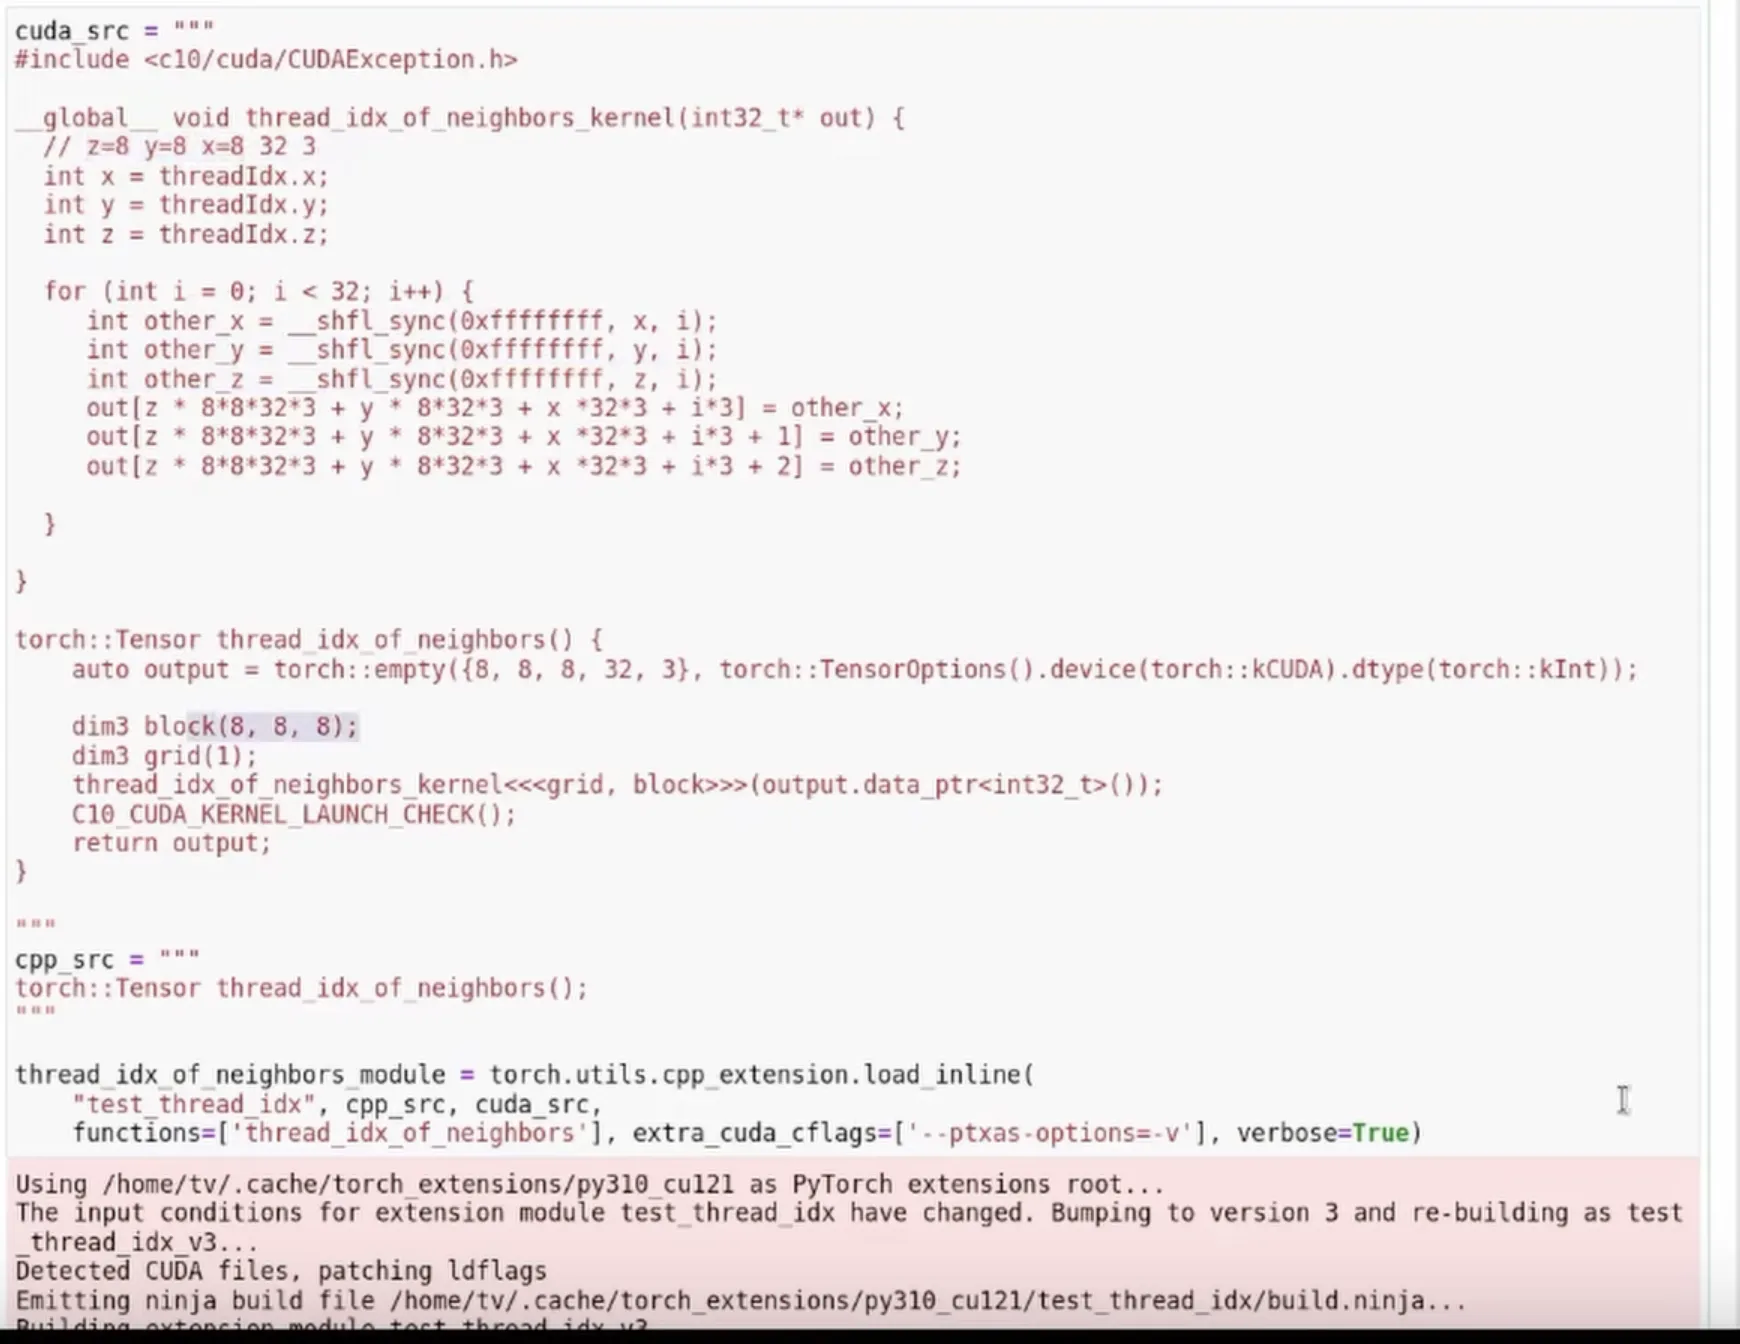 cuda_src = """
#include <c10/cuda/CUDAException.h>
__global__ void thread_idx_of_neighbors_kernel(int32_t* out) {
// z=8 y=8 x=8 32 3
int x = threadIdx.x;
int y = threadIdx.y;
int z = threadIdx.z;
for (int i = 0; i < 32; i++) {
int other_x = __shfl_sync(0xffffffff, x, i);
int other_y = __shfl_sync(0xffffffff, y, i);
int other_z = __shfl_sync(0xffffffff, z, i);
out[z * 8*8*32*3 + y * 8*32*3 + x *32*3 + i*3] = other_x;
out[z * 8*8*32*3 + y * 8*32*3 + x *32*3 + i*3 + 1] = other_y;
out[z * 8*8*32*3 + y * 8*32*3 + x *32*3 + i*3 + 2] = other_z;
}
}
torch::Tensor thread_idx_of_neighbors() {
auto output = torch::empty({8, 8, 8, 32, 3}, torch::TensorOptions().device(torch::kCUDA).dtype(torch::kInt));
dim3 block(8, 8, 8);
dim3 grid(1);
thread_idx_of_neighbors_kernel<<<grid, block>>>(output.data_ptr<int32_t>());
C10_CUDA_KERNEL_LAUNCH_CHECK();
return output;
}
"""
cpp_src = """
torch::Tensor thread_idx_of_neighbors();
"""
thread_idx_of_neighbors_module = torch.utils.cpp_extension.load_inline(
"test_thread_idx", cpp_src, cuda_src,
functions=['thread_idx_of_neighbors'], extra_cuda_cflags=['--ptxas-options=-v'], verbose=True)
Using /home/tv/.cache/torch_extensions/py310_cu121 as PyTorch extensions root...
The input conditions for extension module test_thread_idx have changed. Bumping to version 3 and re-building as test
_thread_idx_v3...
Detected CUDA files, patching ldflags
Emitting ninja build file /home/tv/.cache/torch_extensions/py310_cu121/test_thread_idx/build.ninja...
Building extension module test_thread_idx_v3